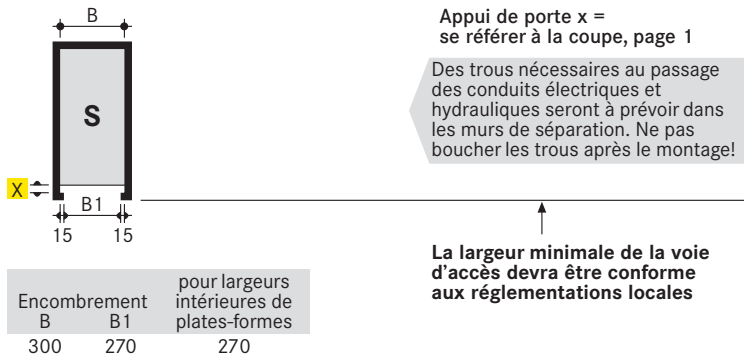 B
S
X
B1
15 15
Appui de porte x =
se référer à la coupe, page 1
Des trous nécessaires au passage
des conduits électriques et
hydrauliques seront à prévoir dans
les murs de séparation. Ne pas
boucher les trous après le montage!
La largeur minimale de la voie
d'accès devra être conforme
aux réglementations locales
pour largeurs
Encombrement intérieures de
B B1 plates-formes
300 270 270